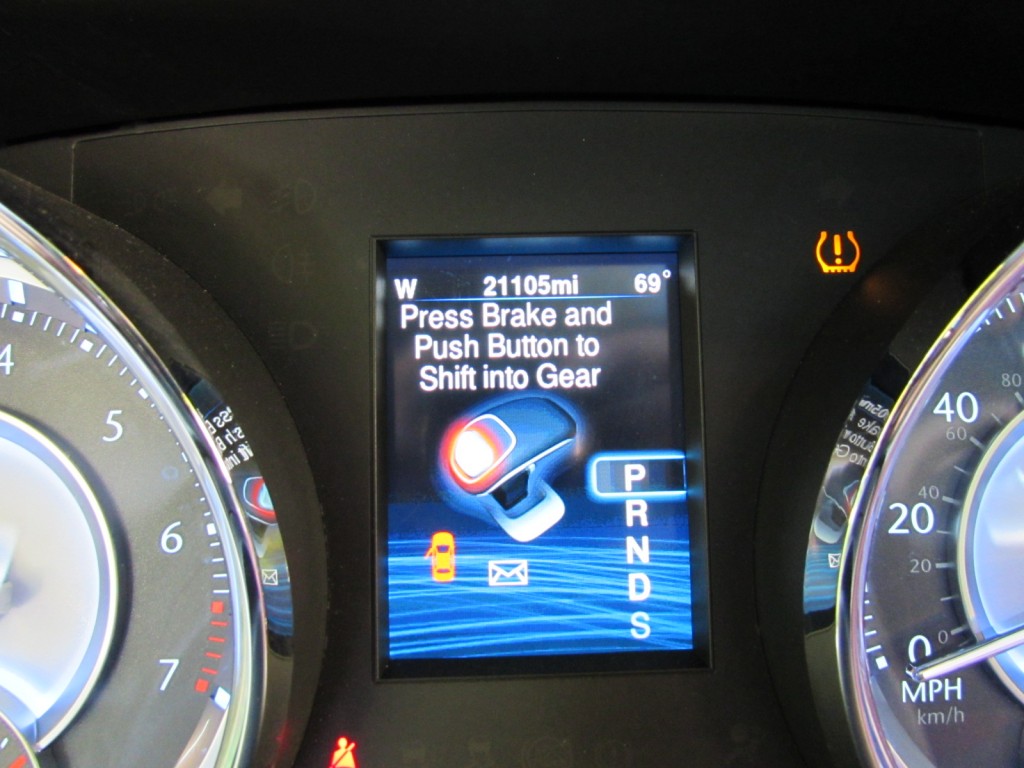 W 21105mi 69°
Press Brake and
Push Button to
Shift into Gear
P
R
N
D
S
4
5
6
7
80
40
60
40
20
20
0
0
MPH
km/h